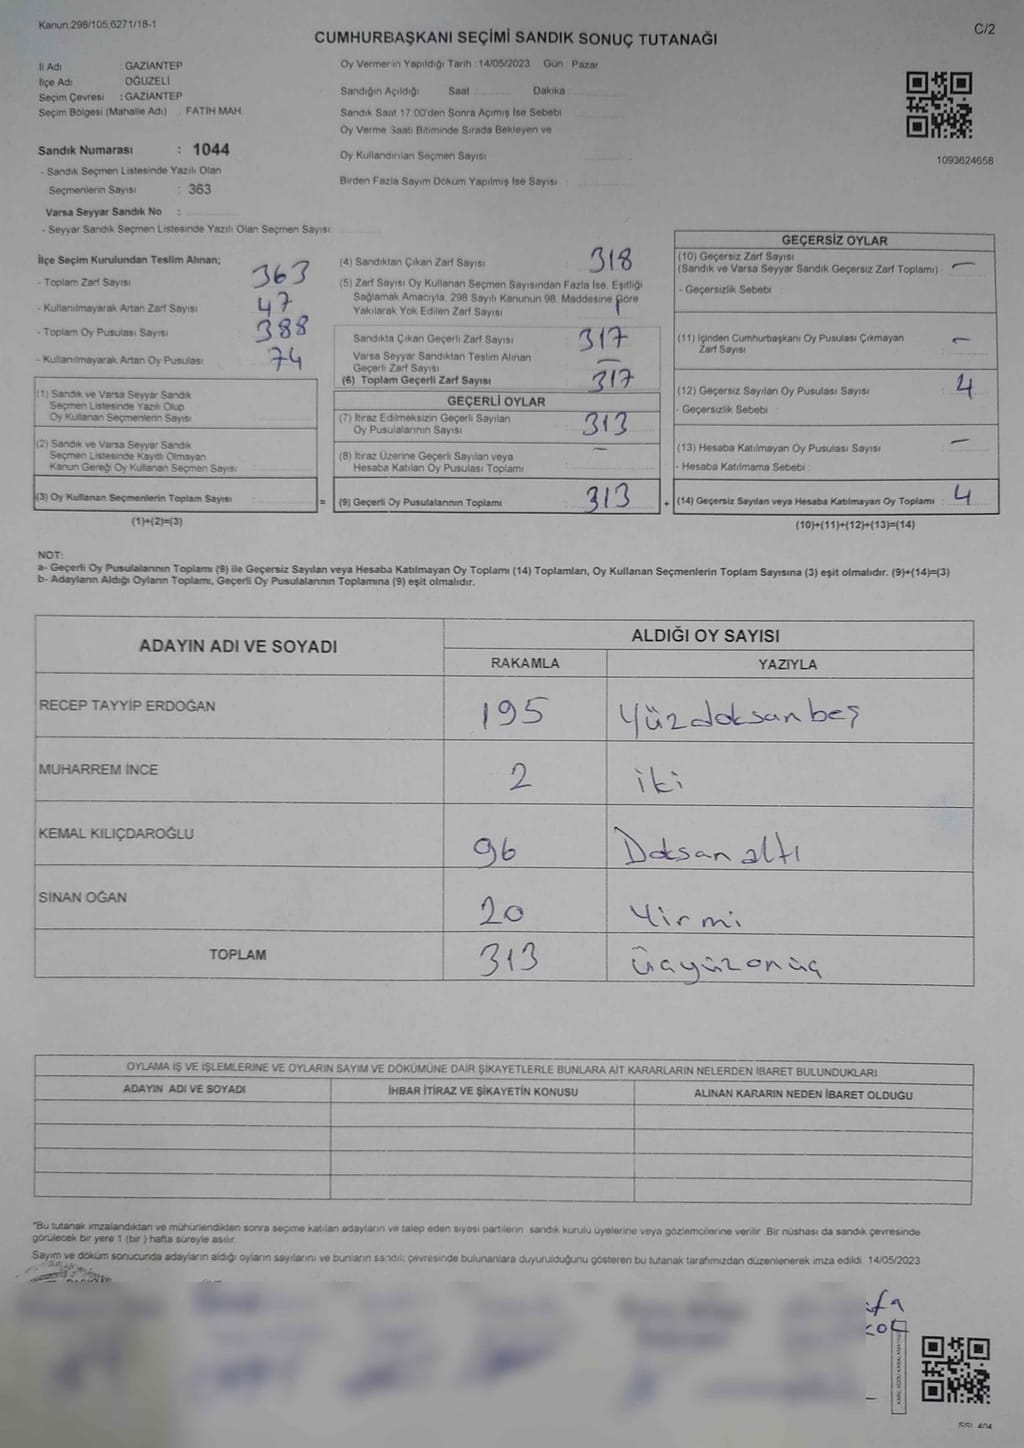 Kanun:298/105;6271/18-1
C/2
CUMHURBAŞKANI SEÇİMİ SANDIK SONUÇ TUTANAĞI
İl Adı : GAZİANTEP
İlçe Adı : OĞUZELİ
Seçim Çevresi : GAZİANTEP
Seçim Bölgesi (Mahalle Adı) FATİH MAH.
Sandık Numarası : 1044
- Sandık Seçmen Listesinde Yazılı Olan
Seçmenlerin Sayısı : 363
Varsa Seyyar Sandık No :
- Seyyar Sandık Seçmen Listesinde Yazılı Olan Seçmen Sayısı:
Oy Vermenin Yapıldığı Tarih :14/05/2023 Gün Pazar
Sandığın Açıldığı Saat : Dakika
Sandık Saat 17.00'den Sonra Açımış İse Sebebi
Oy Verme Saati Bitiminde Sırada Bekleyen ve
Oy Kullandırılan Seçmen Sayısı
Birden Fazla Sayım Döküm Yapılmış İse Sayısı :
1093624658
İlçe Seçim Kurulundan Teslim Alınan;
- Toplam Zarf Sayısı 363
- Kullanılmayarak Artan Zarf Sayısı 47
- Toplam Oy Pusulası Sayısı 388
- Kullanılmayarak Artan Oy Pusulası 74
(1) Sandık ve Varsa Seyyar Sandık
Seçmen Listesinde Yazılı Olup
Oy Kullanan Seçmenlerin Sayısı
(2) Sandık ve Varsa Seyyar Sandık
Seçmen Listesinde Kayıtlı Olmayan
Kanun Gereği Oy Kullanan Seçmen Sayısı
(3) Oy Kullanan Seçmenlerin Toplam Sayısı =
(1)+(2)=(3)
(4) Sandıktan Çıkan Zarf Sayısı 318
(5) Zarf Sayısı Oy Kullanan Seçmen Sayısından Fazla İse, Eşitliği
Sağlamak Amacıyla, 298 Sayılı Kanunun 98. Maddesine Göre
Yakılarak Yok Edilen Zarf Sayısı 1
Sandıkta Çıkan Geçerli Zarf Sayısı 317
Varsa Seyyar Sandıktan Teslim Alınan
Geçerli Zarf Sayısı —
(6) Toplam Geçerli Zarf Sayısı 317
GEÇERLİ OYLAR
(7) İtiraz Edilmeksizin Geçerli Sayılan
Oy Pusulalarının Sayısı 313
(8) İtiraz Üzerine Geçerli Sayılan veya
Hesaba Katılan Oy Pusulası Toplamı —
(9) Geçerli Oy Pusulalarının Toplamı 313 +
GEÇERSİZ OYLAR
(10) Geçersiz Zarf Sayısı
(Sandık ve Varsa Seyyar Sandık Geçersiz Zarf Toplamı) —
- Geçersizlik Sebebi :
(11) İçinden Cumhurbaşkanı Oy Pusulası Çıkmayan
Zarf Sayısı —
(12) Geçersiz Sayılan Oy Pusulası Sayısı 4
- Geçersizlik Sebebi :
(13) Hesaba Katılmayan Oy Pusulası Sayısı —
- Hesaba Katılmama Sebebi :
(14) Geçersiz Sayılan veya Hesaba Katılmayan Oy Toplamı : 4
(10)+(11)+(12)+(13)=(14)
NOT:
a- Geçerli Oy Pusulalarının Toplamı (9) ile Geçersiz Sayılan veya Hesaba Katılmayan Oy Toplamı (14) Toplamları, Oy Kullanan Seçmenlerin Toplam Sayısına (3) eşit olmalıdır. (9)+(14)=(3)
b- Adayların Aldığı Oyların Toplamı, Geçerli Oy Pusulalarının Toplamına (9) eşit olmalıdır.
ADAYIN ADI VE SOYADI ALDIĞI OY SAYISI
RAKAMLA YAZIYLA
RECEP TAYYİP ERDOĞAN 195 Yüzdoksanbeş
MUHARREM İNCE 2 iki
KEMAL KILIÇDAROĞLU 96 Doksanaltı
SİNAN OĞAN 20 Yirmi
TOPLAM 313 üçyüzonüç
OYLAMA İŞ VE İŞLEMLERİNE VE OYLARIN SAYIM VE DÖKÜMÜNE DAİR ŞİKAYETLERLE BUNLARA AİT KARARLARIN NELERDEN İBARET BULUNDUKLARI
ADAYIN ADI VE SOYADI İHBAR İTİRAZ VE ŞİKAYETİN KONUSU ALINAN KARARIN NEDEN İBARET OLDUĞU
*Bu tutanak imzalandıktan ve mühürlendikten sonra seçime katılan adayların ve talep eden siyasi partilerin sandık kurulu üyelerine veya gözlemcilerine verilir. Bir nüshası da sandık çevresinde
görülecek bir yere 1 (bir) hafta süreyle asılır.
Sayım ve döküm sonucunda adayların aldığı oyların sayılarını ve bunların sandık çevresinde bulunanlara duyurulduğunu gösteren bu tutanak tarafımızdan düzenlenerek imza edildi. 14/05/2023